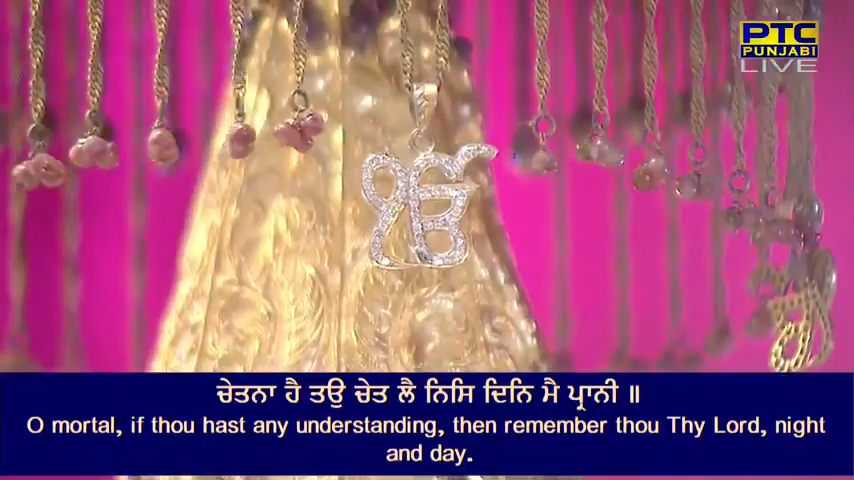 PTC
PUNJABI
LIVE
ੴ
ਚੇਤਨਾ ਹੈ ਤਉ ਚੇਤ ਲੈ ਨਿਸਿ ਦਿਨਿ ਮੈ ਪ੍ਰਾਨੀ ॥
O mortal, if thou hast any understanding, then remember thou Thy Lord, night
and day.